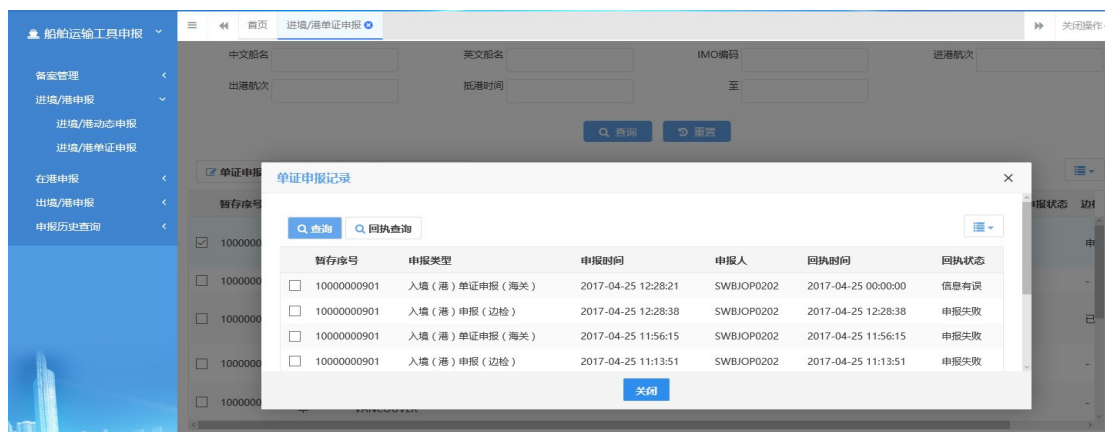 船舶运输工具申报
首页
进境/港单证申报
关闭操作
备案管理
进境/港申报
进境/港动态申报
进境/港单证申报
在港申报
出境/港申报
申报历史查询
中文船名
英文船名
IMO编码
进港航次
出港航次
抵港时间
至
查询
重置
单证申报
暂存序号
报状态
1000000
1000000
1000000
1000000
1000000
单证申报记录
查询
回执查询
暂存序号 申报类型 申报时间 申报人 回执时间 回执状态
10000000901 入境(港)单证申报(海关) 2017-04-25 12:28:21 SWBJOP0202 2017-04-25 00:00:00 信息有误
10000000901 入境(港)申报(边检) 2017-04-25 12:28:38 SWBJOP0202 2017-04-25 12:28:38 申报失败
10000000901 入境(港)单证申报(海关) 2017-04-25 11:56:15 SWBJOP0202 2017-04-25 11:56:15 申报失败
10000000901 入境(港)申报(边检) 2017-04-25 11:13:51 SWBJOP0202 2017-04-25 11:13:51 申报失败
关闭